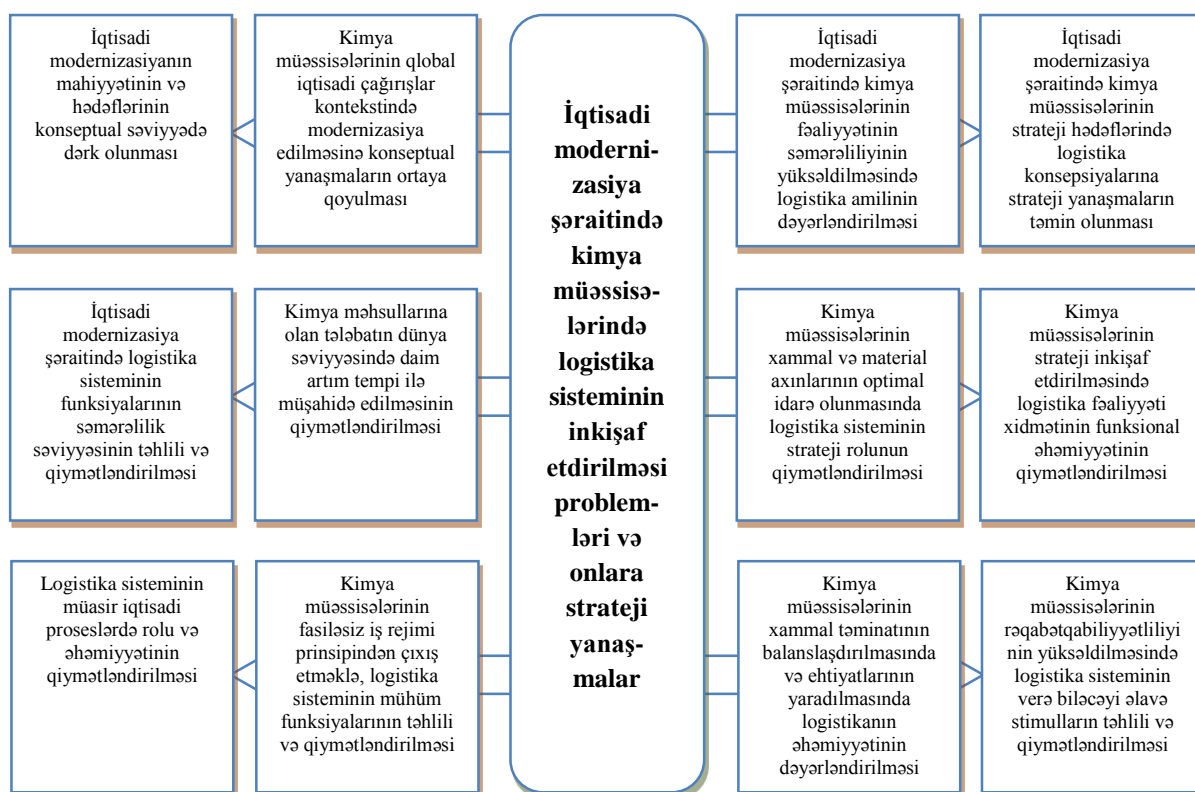 İqtisadi
modernizasiyanın
mahiyyətinin və
hədəflərinin
konseptual səviyyədə
dərk olunması
Kimya
müəssisələrinin qlobal
iqtisadi çağırışlar
kontekstində
modernizasiya
edilməsinə konseptual
yanaşmaların ortaya
qoyulması
İqtisadi
modernizasiya
şəraitində logistika
sisteminin
funksiyalarının
səmərəlilik
səviyyəsinin təhlili və
qiymətləndirilməsi
Kimya məhsullarına
olan tələbatın dünya
səviyyəsində daim
artım tempi ilə
müşahidə edilməsinin
qiymətləndirilməsi
Logistika sisteminin
müasir iqtisadi
proseslərdə rolu və
əhəmiyyətinin
qiymətləndirilməsi
Kimya
müəssisələrinin
fasiləsiz iş rejimi
prinsipindən çıxış
etməklə, logistika
sisteminin mühüm
funksiyalarının təhlili
və qiymətləndirilməsi
İqtisadi
moderni-
zasiya
şəraitində
kimya
müəssisə-
lərində
logistika
sisteminin
inkişaf
etdirilməsi
problem-
ləri və
onlara
strateji
yanaş-
malar
İqtisadi
modernizasiya
şəraitində kimya
müəssisələrinin
fəaliyyətinin
səmərəliliyinin
yüksəldilməsində
logistika amilinin
dəyərləndirilməsi
İqtisadi
modernizasiya
şəraitində kimya
müəssisələrinin
strateji hədəflərində
logistika
konsepsiyalarına
strateji yanaşmaların
təmin olunması
Kimya
müəssisələrinin
xammal və material
axınlarının optimal
idarə olunmasında
logistika sisteminin
strateji rolunun
qiymətləndirilməsi
Kimya
müəssisələrinin
strateji inkişaf
etdirilməsində
logistika fəaliyyəti
xidmətinin funksional
əhəmiyyətinin
qiymətləndirilməsi
Kimya
müəssisələrinin
xammal təminatının
balanslaşdırılmasında
və ehtiyatlarının
yaradılmasında
logistikanın
əhəmiyyətinin
dəyərləndirilməsi
Kimya
müəssisələrinin
rəqabətqabiliyyətliliyi
nin yüksəldilməsində
logistika sisteminin
verə biləcəyi əlavə
stimulların təhlili və
qiymətləndirilməsi